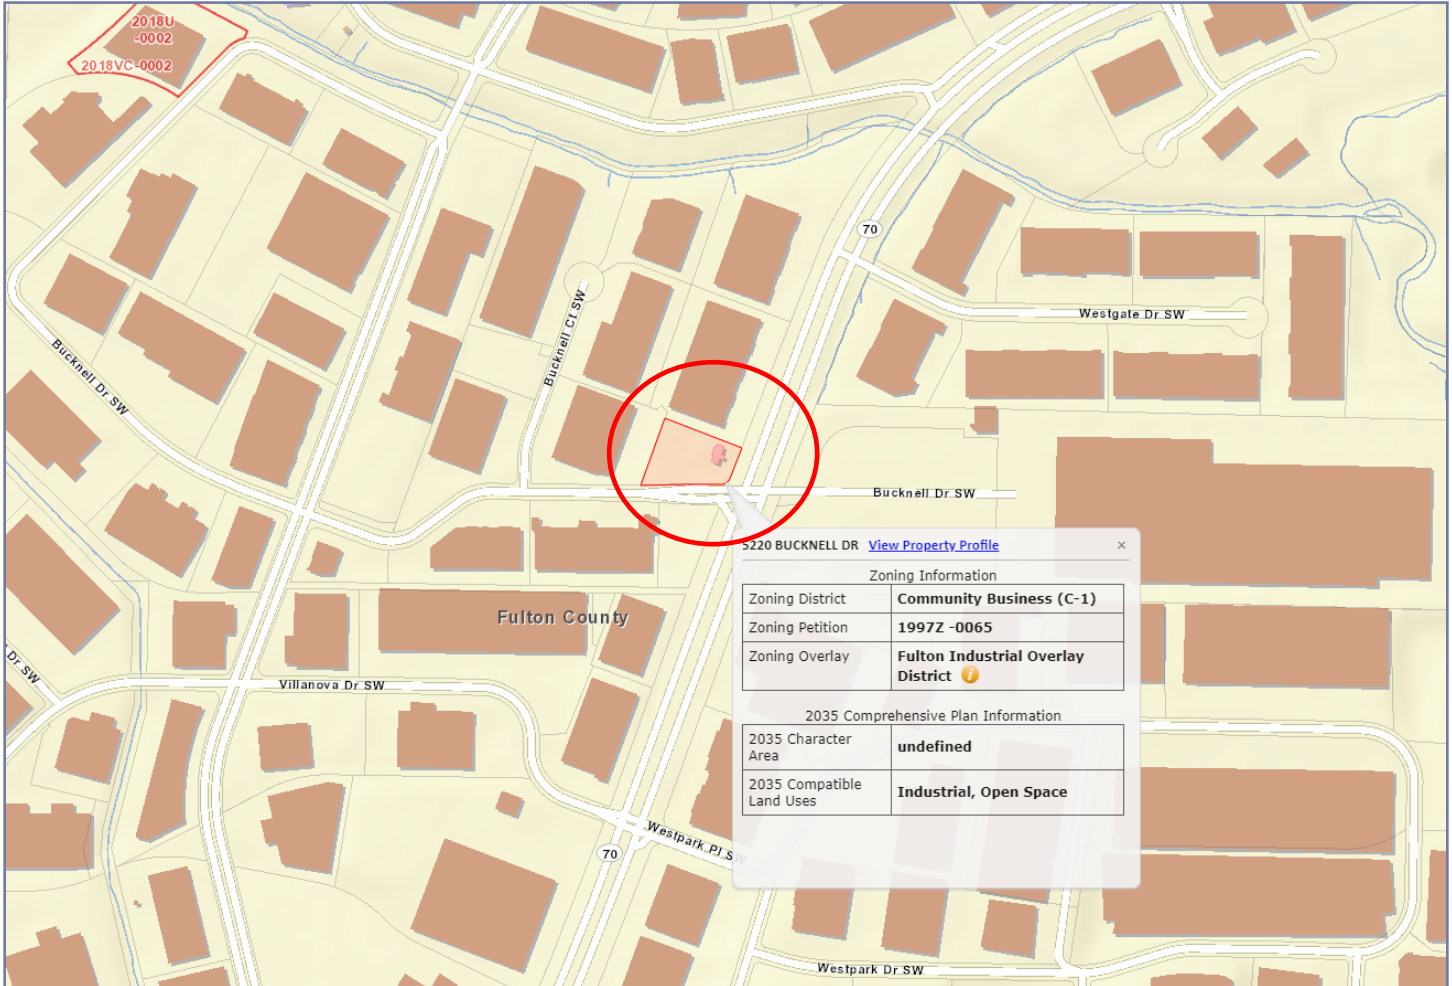 2018U
-0002
2018VC-0002
70
Westgate Dr SW
Bucknell Ct SW
Bucknell Dr SW
Bucknell Dr SW
5220 BUCKNELL DR View Property Profile ×
Zoning Information
Zoning District Community Business (C-1)
Zoning Petition 1997Z -0065
Zoning Overlay Fulton Industrial Overlay
District i
2035 Comprehensive Plan Information
2035 Character
Area undefined
2035 Compatible
Land Uses Industrial, Open Space
Fulton County
Dr SW
Villanova Dr SW
Westpark Pl SW
70
Westpark Dr SW